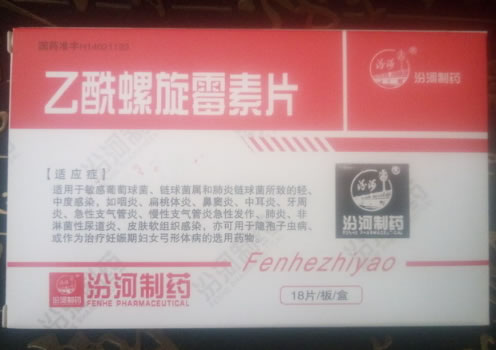 国药准字H14021123
汾河
汾河制药
乙酰螺旋霉素片
【适应症】
适用于敏感葡萄球菌、链球菌属和肺炎链球菌所致的轻、
中度感染，如咽炎、扁桃体炎、鼻窦炎、中耳炎、牙周
炎、急性支气管炎、慢性支气管炎急性发作、肺炎、非
淋菌性尿道炎、皮肤软组织感染，亦可用于隐孢子虫病、
或作为治疗妊娠期妇女弓形体病的选用药物
汾河
汾河制药
FENHE PHARMACEUTICAL
Fenhezhiyao
汾河制药
FENHE PHARMACEUTICAL
18片/板/盒